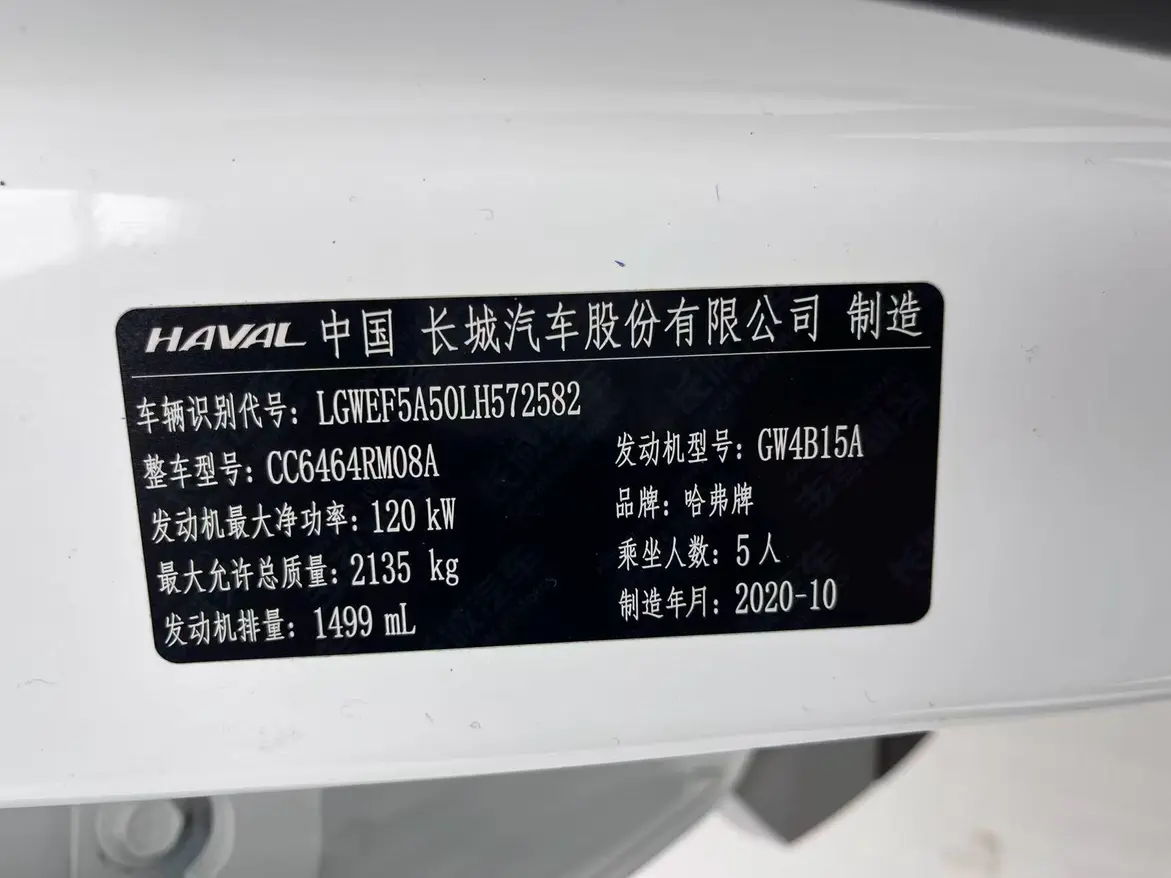 HAVAL 中国 长城汽车股份有限公司 制造
车辆识别代号: LGWEF5A50LH572582
整车型号: CC6464RM08A
发动机型号: GW4B15A
发动机最大净功率: 120 kW
品牌: 哈弗牌
最大允许总质量: 2135 kg
乘坐人数: 5 人
发动机排量: 1499 mL
制造年月: 2020-10